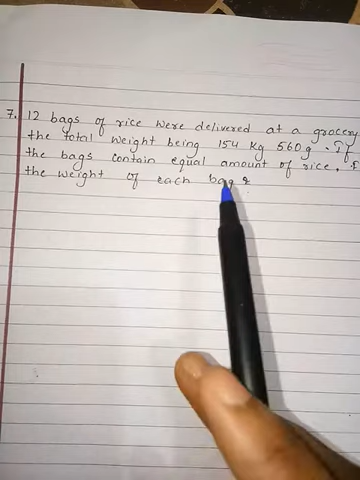 7. 12 bags of rice were delivered at a grocery
the total weight being 154 kg 560g. If
the bags contain equal amount of rice.
the weight of each bag?